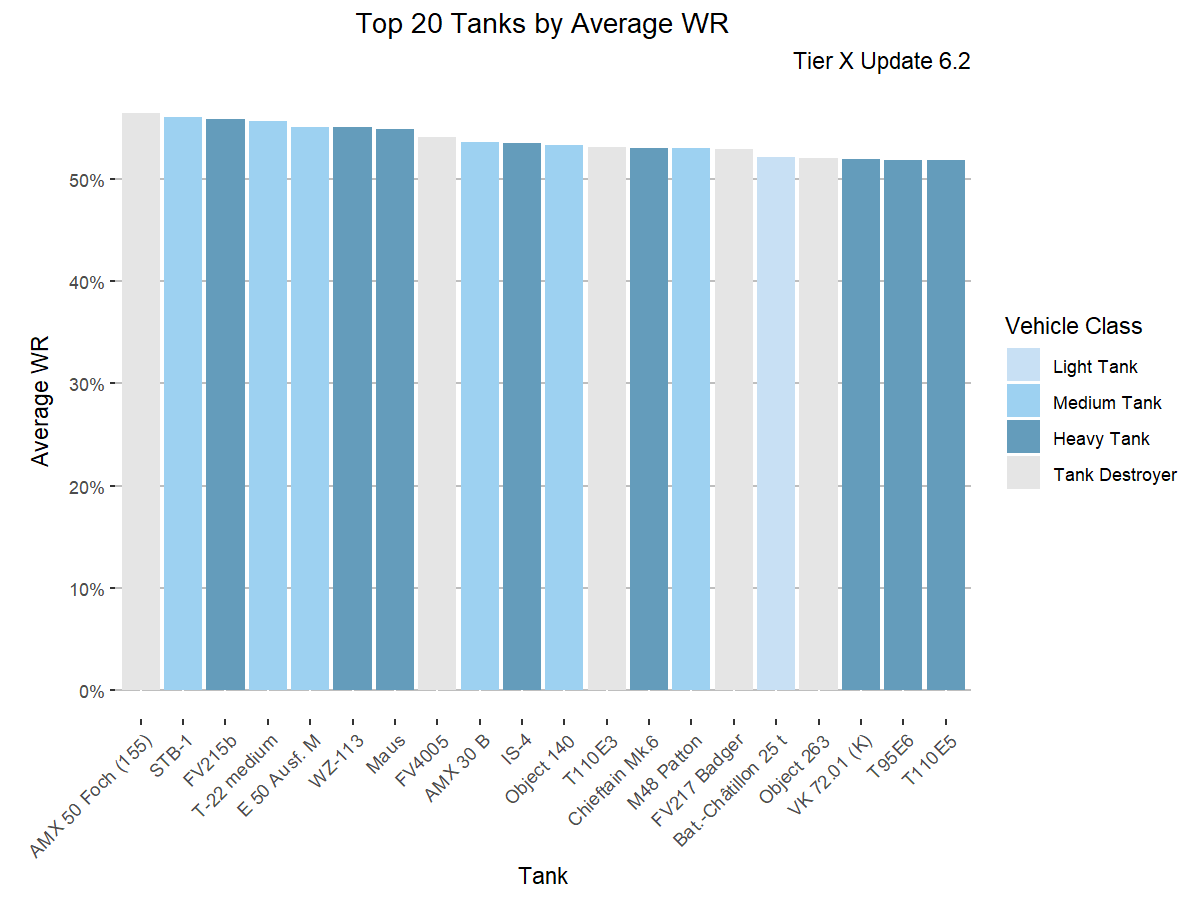 Top 20 Tanks by Average WR
Tier X Update 6.2
Average WR
50%
40%
30%
20%
10%
0%
AMX 50 Foch (155)
STB-1
FV215b
T-22 medium
E 50 Ausf. M
WZ-113
Maus
FV4005
AMX 30 B
IS-4
Object 140
T110E3
Chieftain Mk.6
M48 Patton
FV217 Badger
Bat.-Châtillon 25 t
Object 263
VK 72.01 (K)
T95E6
T110E5
Tank
Vehicle Class
Light Tank
Medium Tank
Heavy Tank
Tank Destroyer